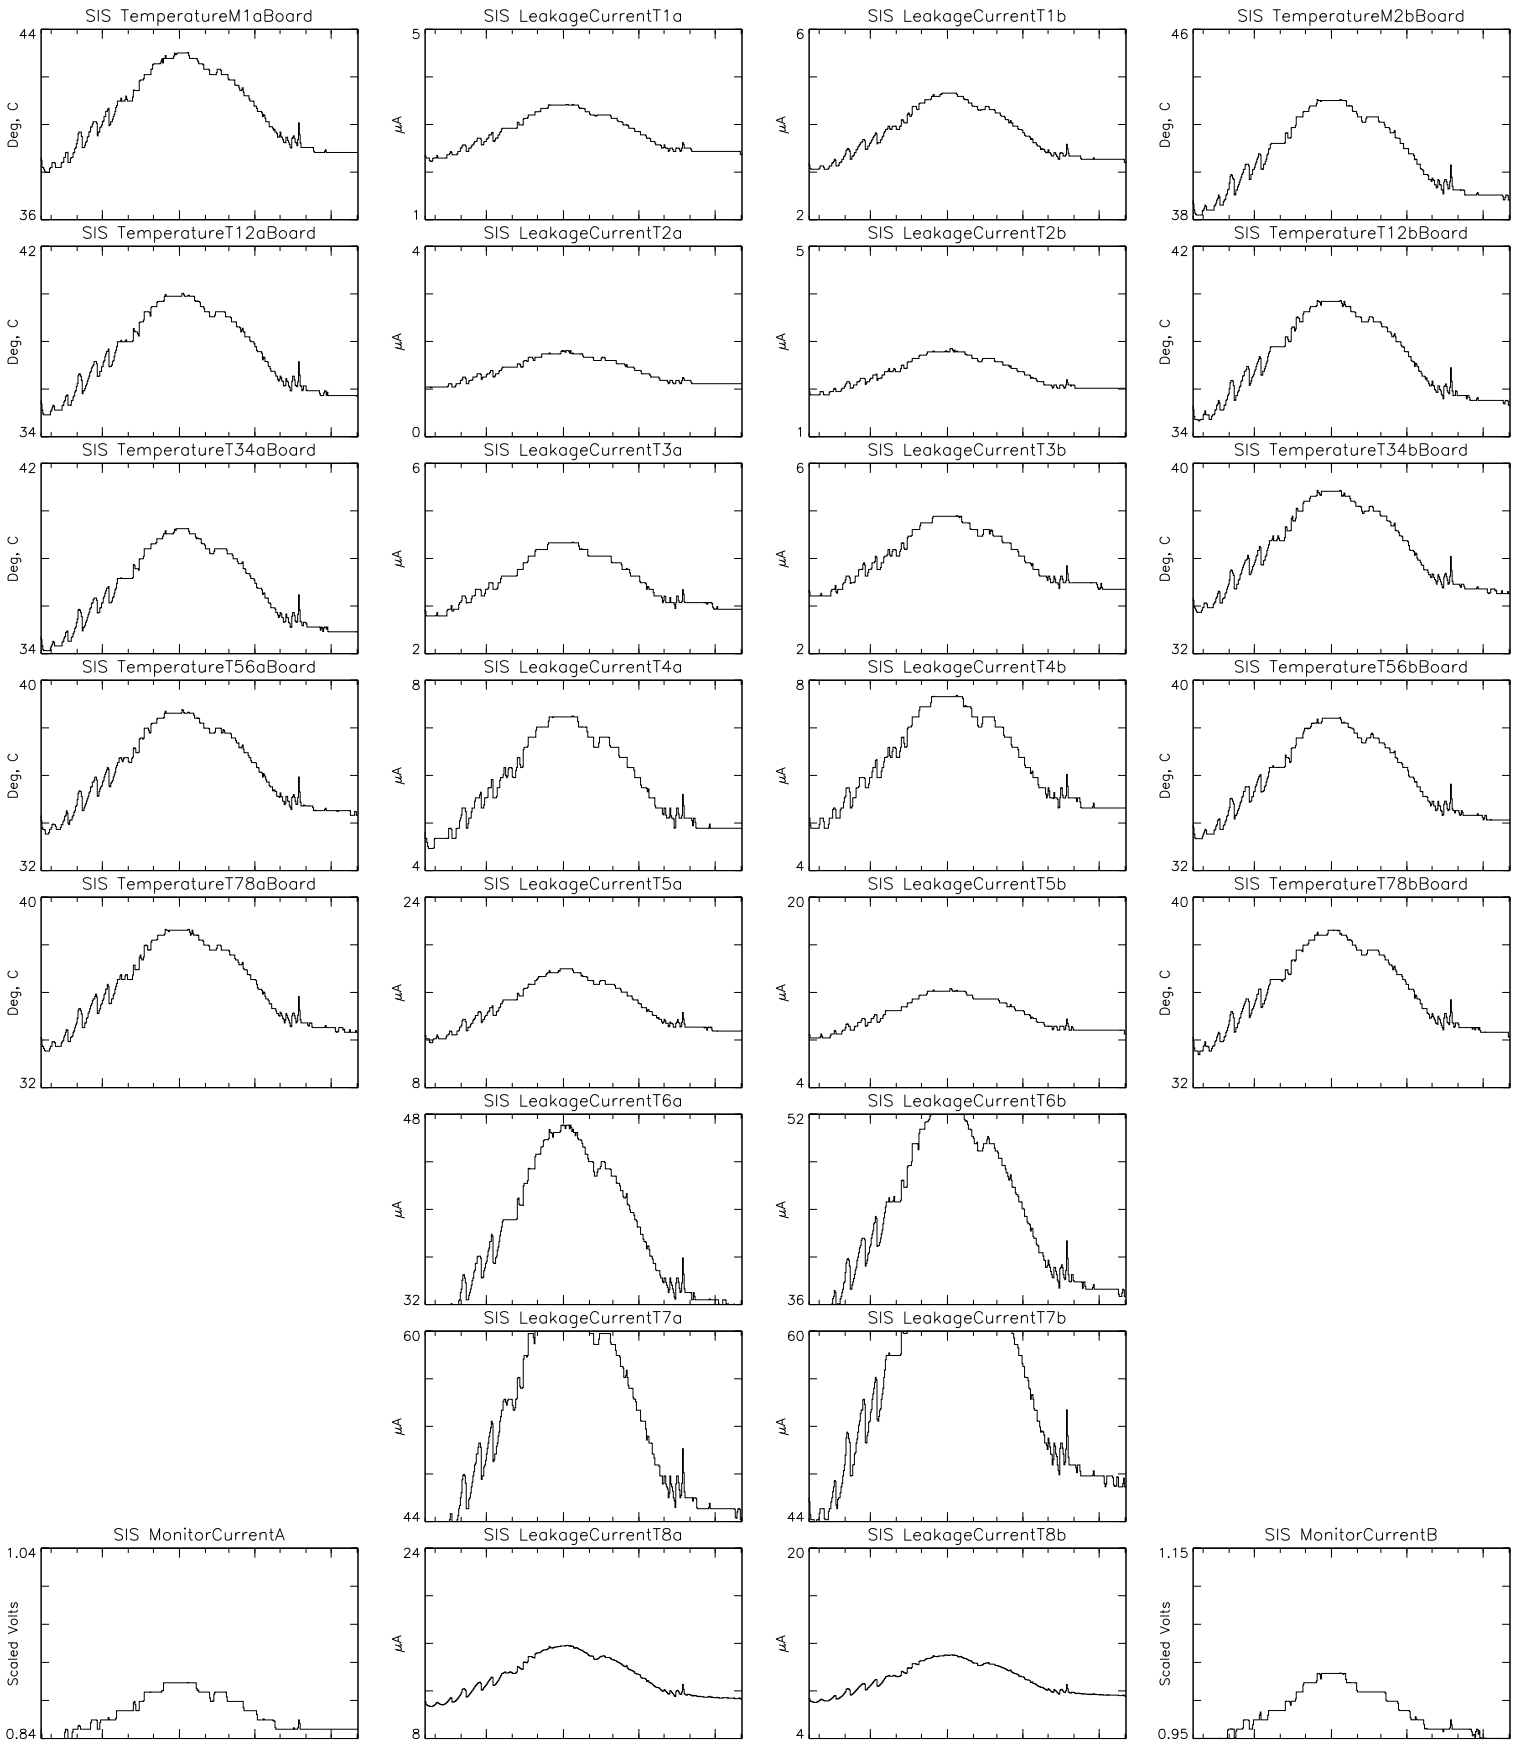 SIS TemperatureM1aBoard
44
Deg, C
36
SIS LeakageCurrentT1a
5
μA
1
SIS LeakageCurrentT1b
6
μA
2
SIS TemperatureM2bBoard
46
Deg, C
38
SIS TemperatureT12aBoard
42
Deg, C
34
SIS LeakageCurrentT2a
4
μA
0
SIS LeakageCurrentT2b
5
μA
1
SIS TemperatureT12bBoard
42
Deg, C
34
SIS TemperatureT34aBoard
42
Deg, C
34
SIS LeakageCurrentT3a
6
μA
2
SIS LeakageCurrentT3b
6
μA
2
SIS TemperatureT34bBoard
40
Deg, C
32
SIS TemperatureT56aBoard
40
Deg, C
32
SIS LeakageCurrentT4a
8
μA
4
SIS LeakageCurrentT4b
8
μA
4
SIS TemperatureT56bBoard
40
Deg, C
32
SIS TemperatureT78aBoard
40
Deg, C
32
SIS LeakageCurrentT5a
24
μA
8
SIS LeakageCurrentT5b
20
μA
4
SIS TemperatureT78bBoard
40
Deg, C
32
SIS LeakageCurrentT6a
48
μA
32
SIS LeakageCurrentT6b
52
μA
36
SIS LeakageCurrentT7a
60
μA
44
SIS LeakageCurrentT7b
60
μA
44
SIS MonitorCurrentA
1.04
Scaled Volts
0.84
SIS LeakageCurrentT8a
24
μA
8
SIS LeakageCurrentT8b
20
μA
4
SIS MonitorCurrentB
1.15
Scaled Volts
0.95